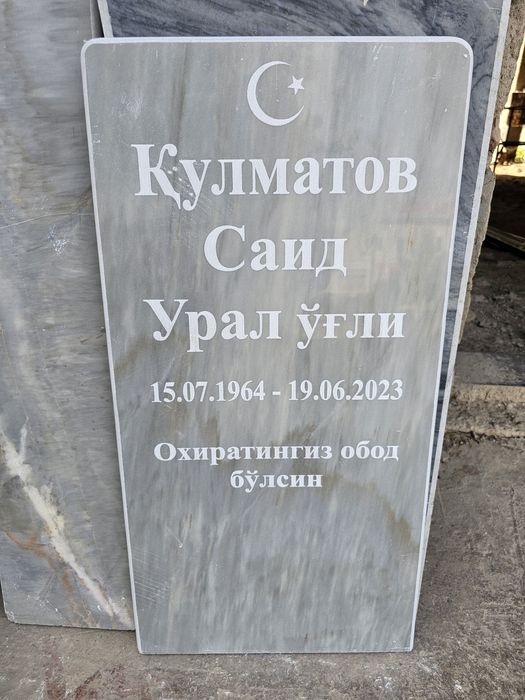 Қулматов
Саид
Урал ўғли
15.07.1964 - 19.06.2023
Охиратингиз обод
бўлсин